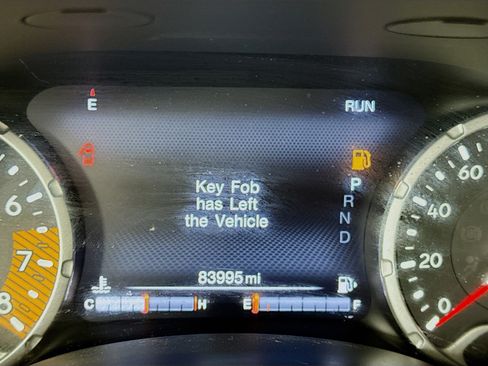 E
RUN
P
R
N
D
Key Fob
has Left
the Vehicle
83995 mi
C H E F
6
7
8
60
40
20
0